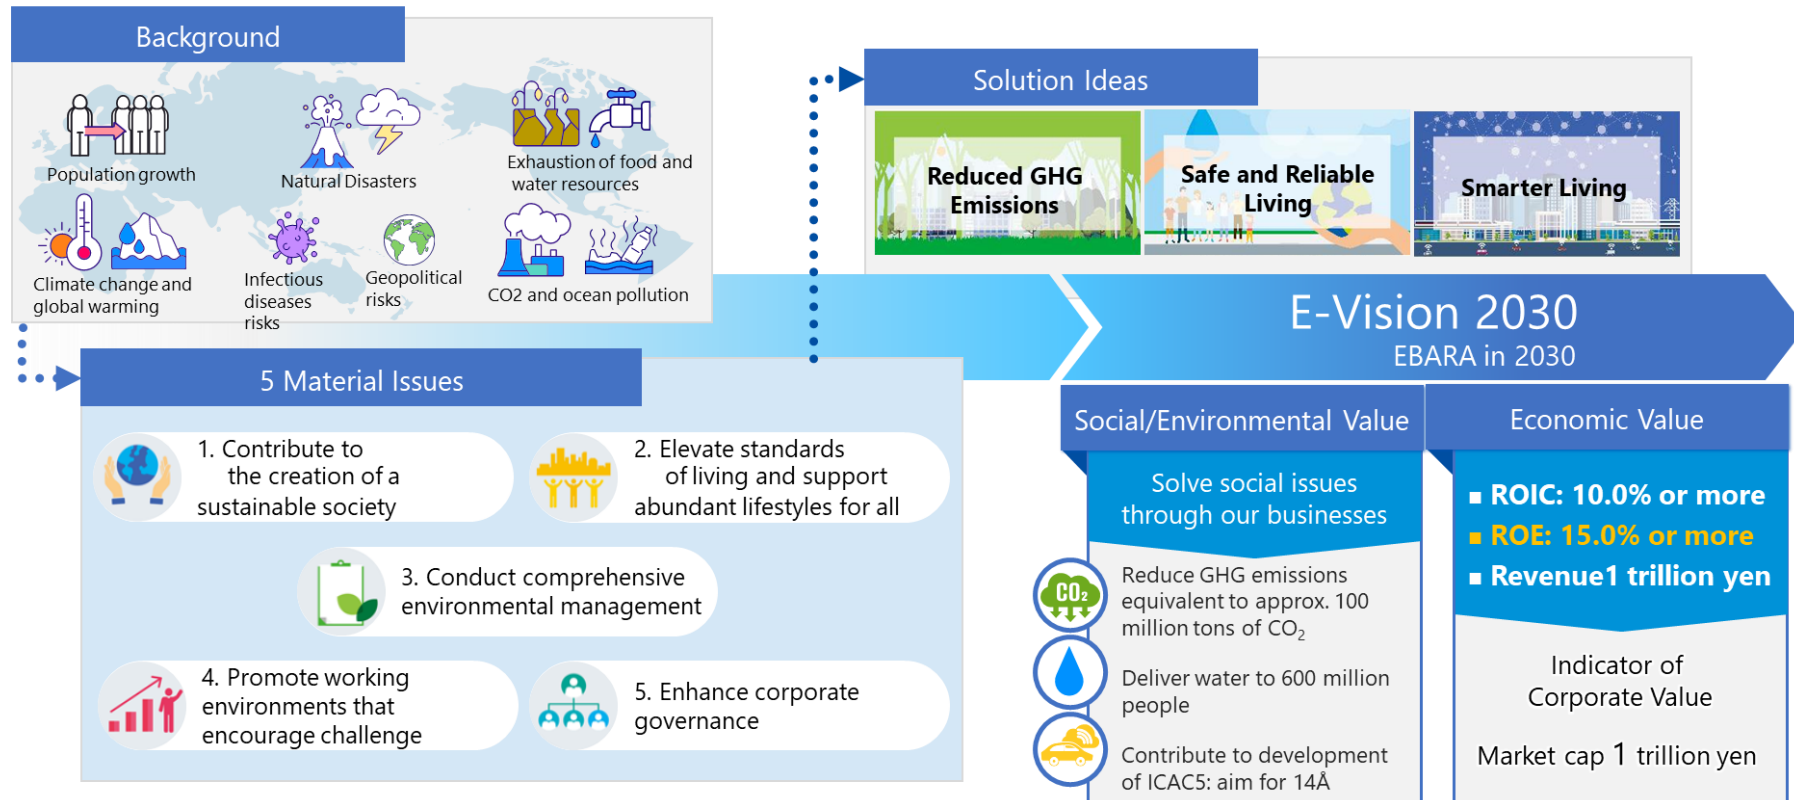 Background
Population growth
Natural Disasters
Exhaustion of food and
water resources
Climate change and
global warming
Infectious
diseases
risks
Geopolitical
risks
CO2 and ocean pollution
5 Material Issues
1. Contribute to
the creation of a
sustainable society
2. Elevate standards
of living and support
abundant lifestyles for all
3. Conduct comprehensive
environmental management
4. Promote working
environments that
encourage challenge
5. Enhance corporate
governance
Solution Ideas
Reduced GHG
Emissions
Safe and Reliable
Living
Smarter Living
E-Vision 2030
EBARA in 2030
Social/Environmental Value
Solve social issues
through our businesses
CO₂
Reduce GHG emissions
equivalent to approx. 100
million tons of CO₂
Deliver water to 600 million
people
Contribute to development
of ICAC5: aim for 14Å
Economic Value
■ ROIC: 10.0% or more
■ ROE: 15.0% or more
■ Revenue1 trillion yen
Indicator of
Corporate Value
Market cap 1 trillion yen